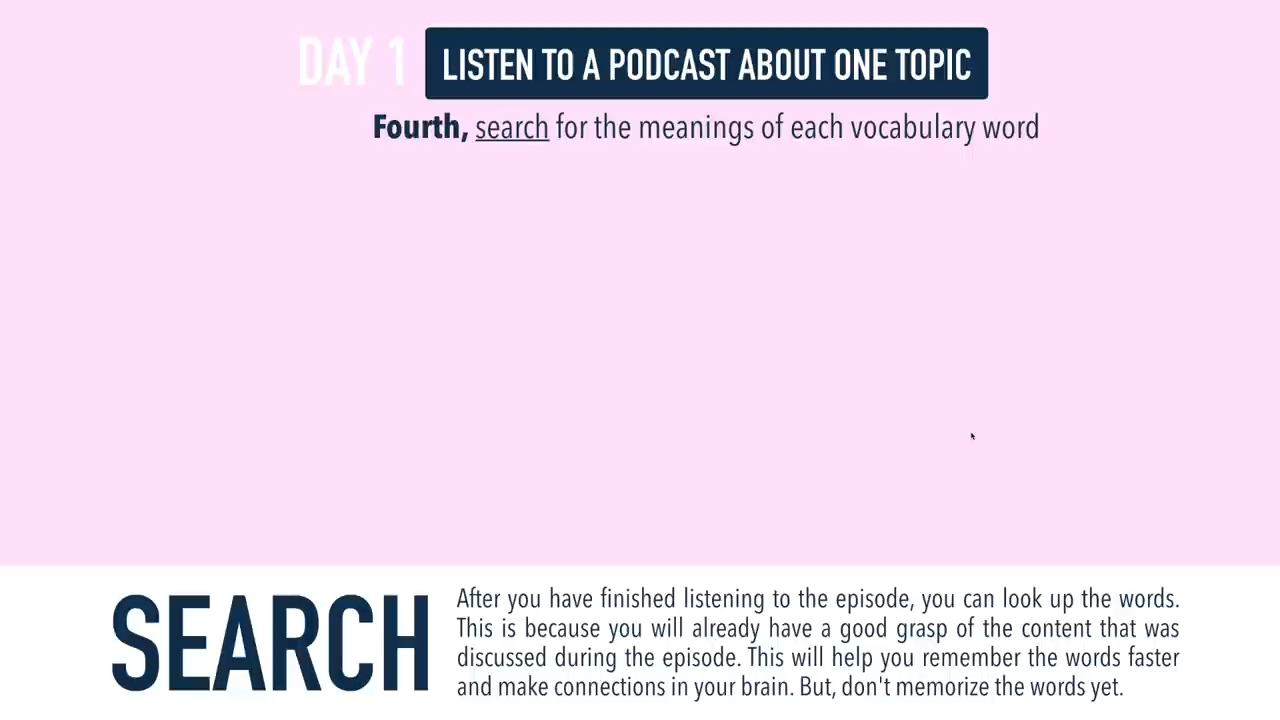 DAY 1 LISTEN TO A PODCAST ABOUT ONE TOPIC
Fourth, search for the meanings of each vocabulary word
SEARCH
After you have finished listening to the episode, you can look up the words.
This is because you will already have a good grasp of the content that was
discussed during the episode. This will help you remember the words faster
and make connections in your brain. But, don't memorize the words yet.